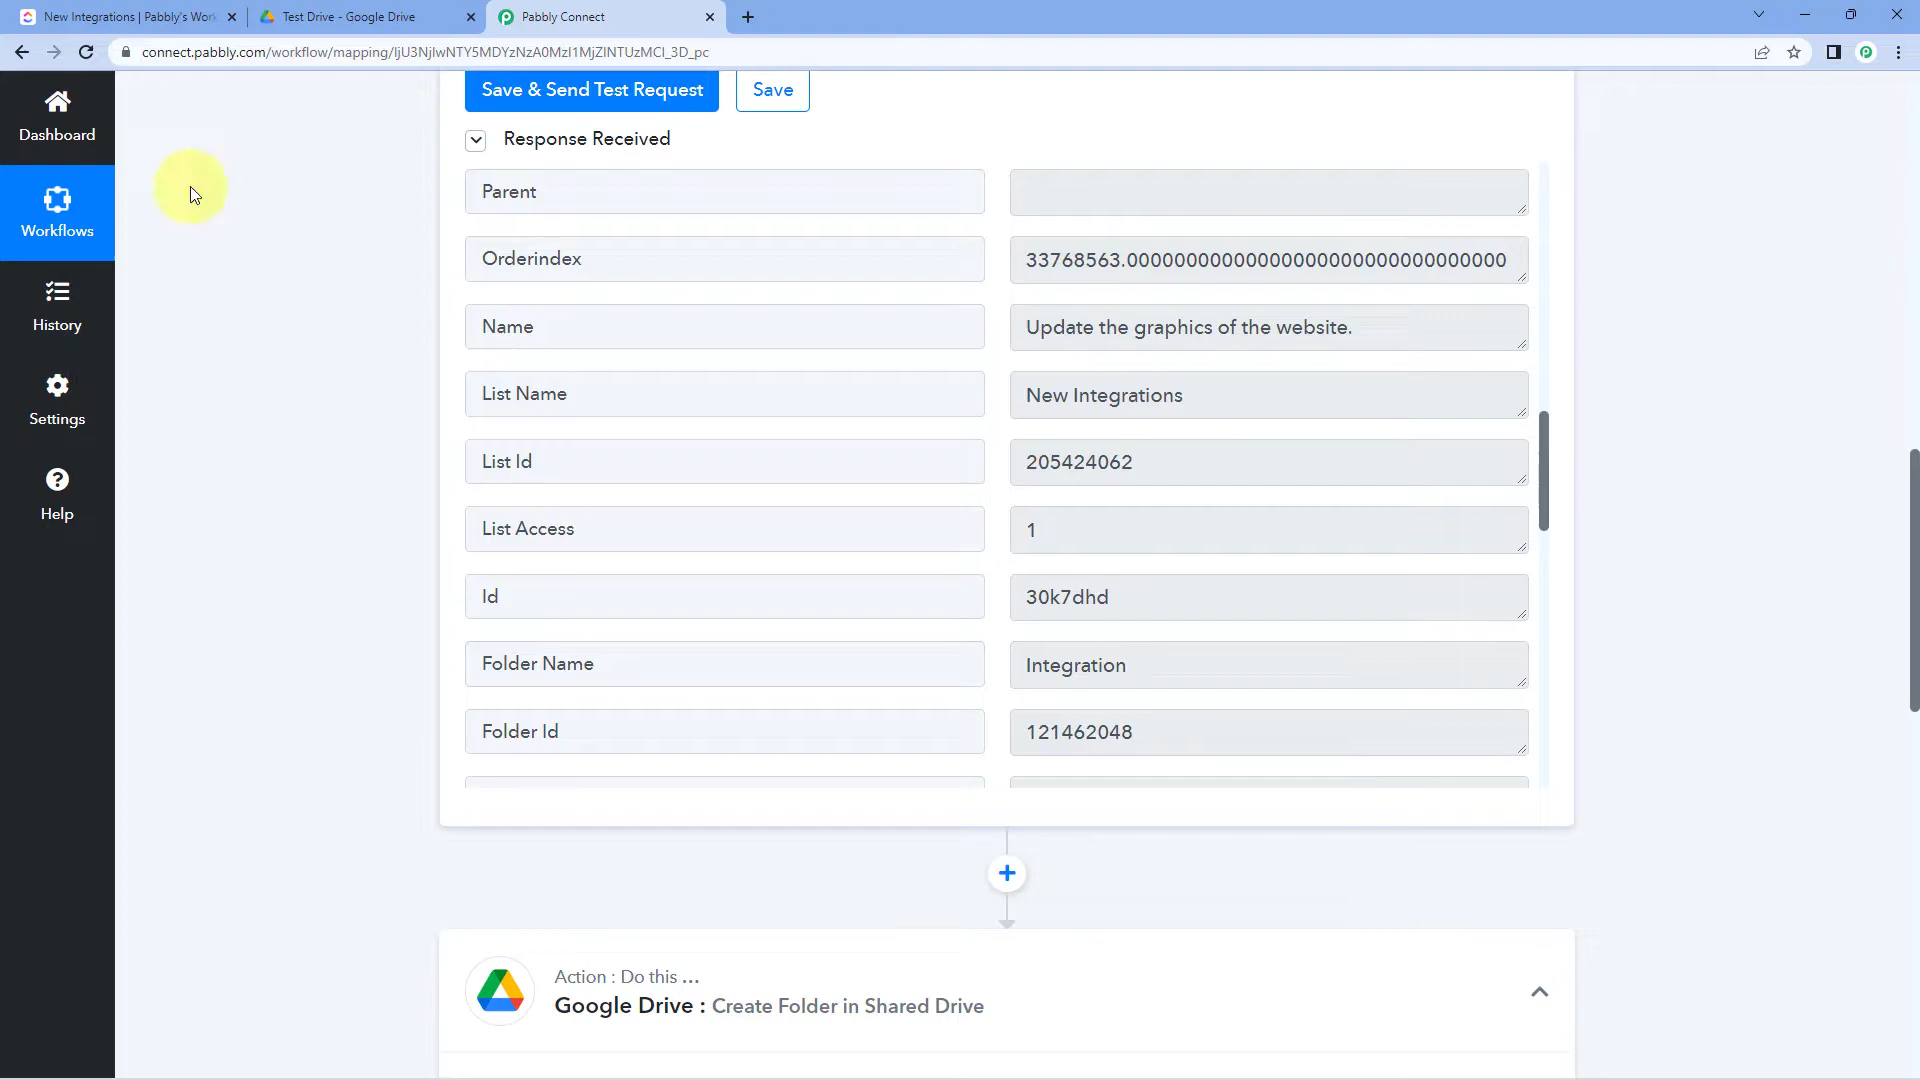 New Integrations | Pabbly's Work
Test Drive - Google Drive
Pabbly Connect
connect.pabbly.com/workflow/mapping/IjU3NjIwNTY5MDYzNzA0MzI1MjZlNTUzMCI_3D_pc
Dashboard
Workflows
History
Settings
Help
Save & Send Test Request
Save
Response Received
Parent
Orderindex
33768563.00000000000000000000000000000000
Name
Update the graphics of the website.
List Name
New Integrations
List Id
205424062
List Access
1
Id
30k7dhd
Folder Name
Integration
Folder Id
121462048
Action : Do this ...
Google Drive : Create Folder in Shared Drive